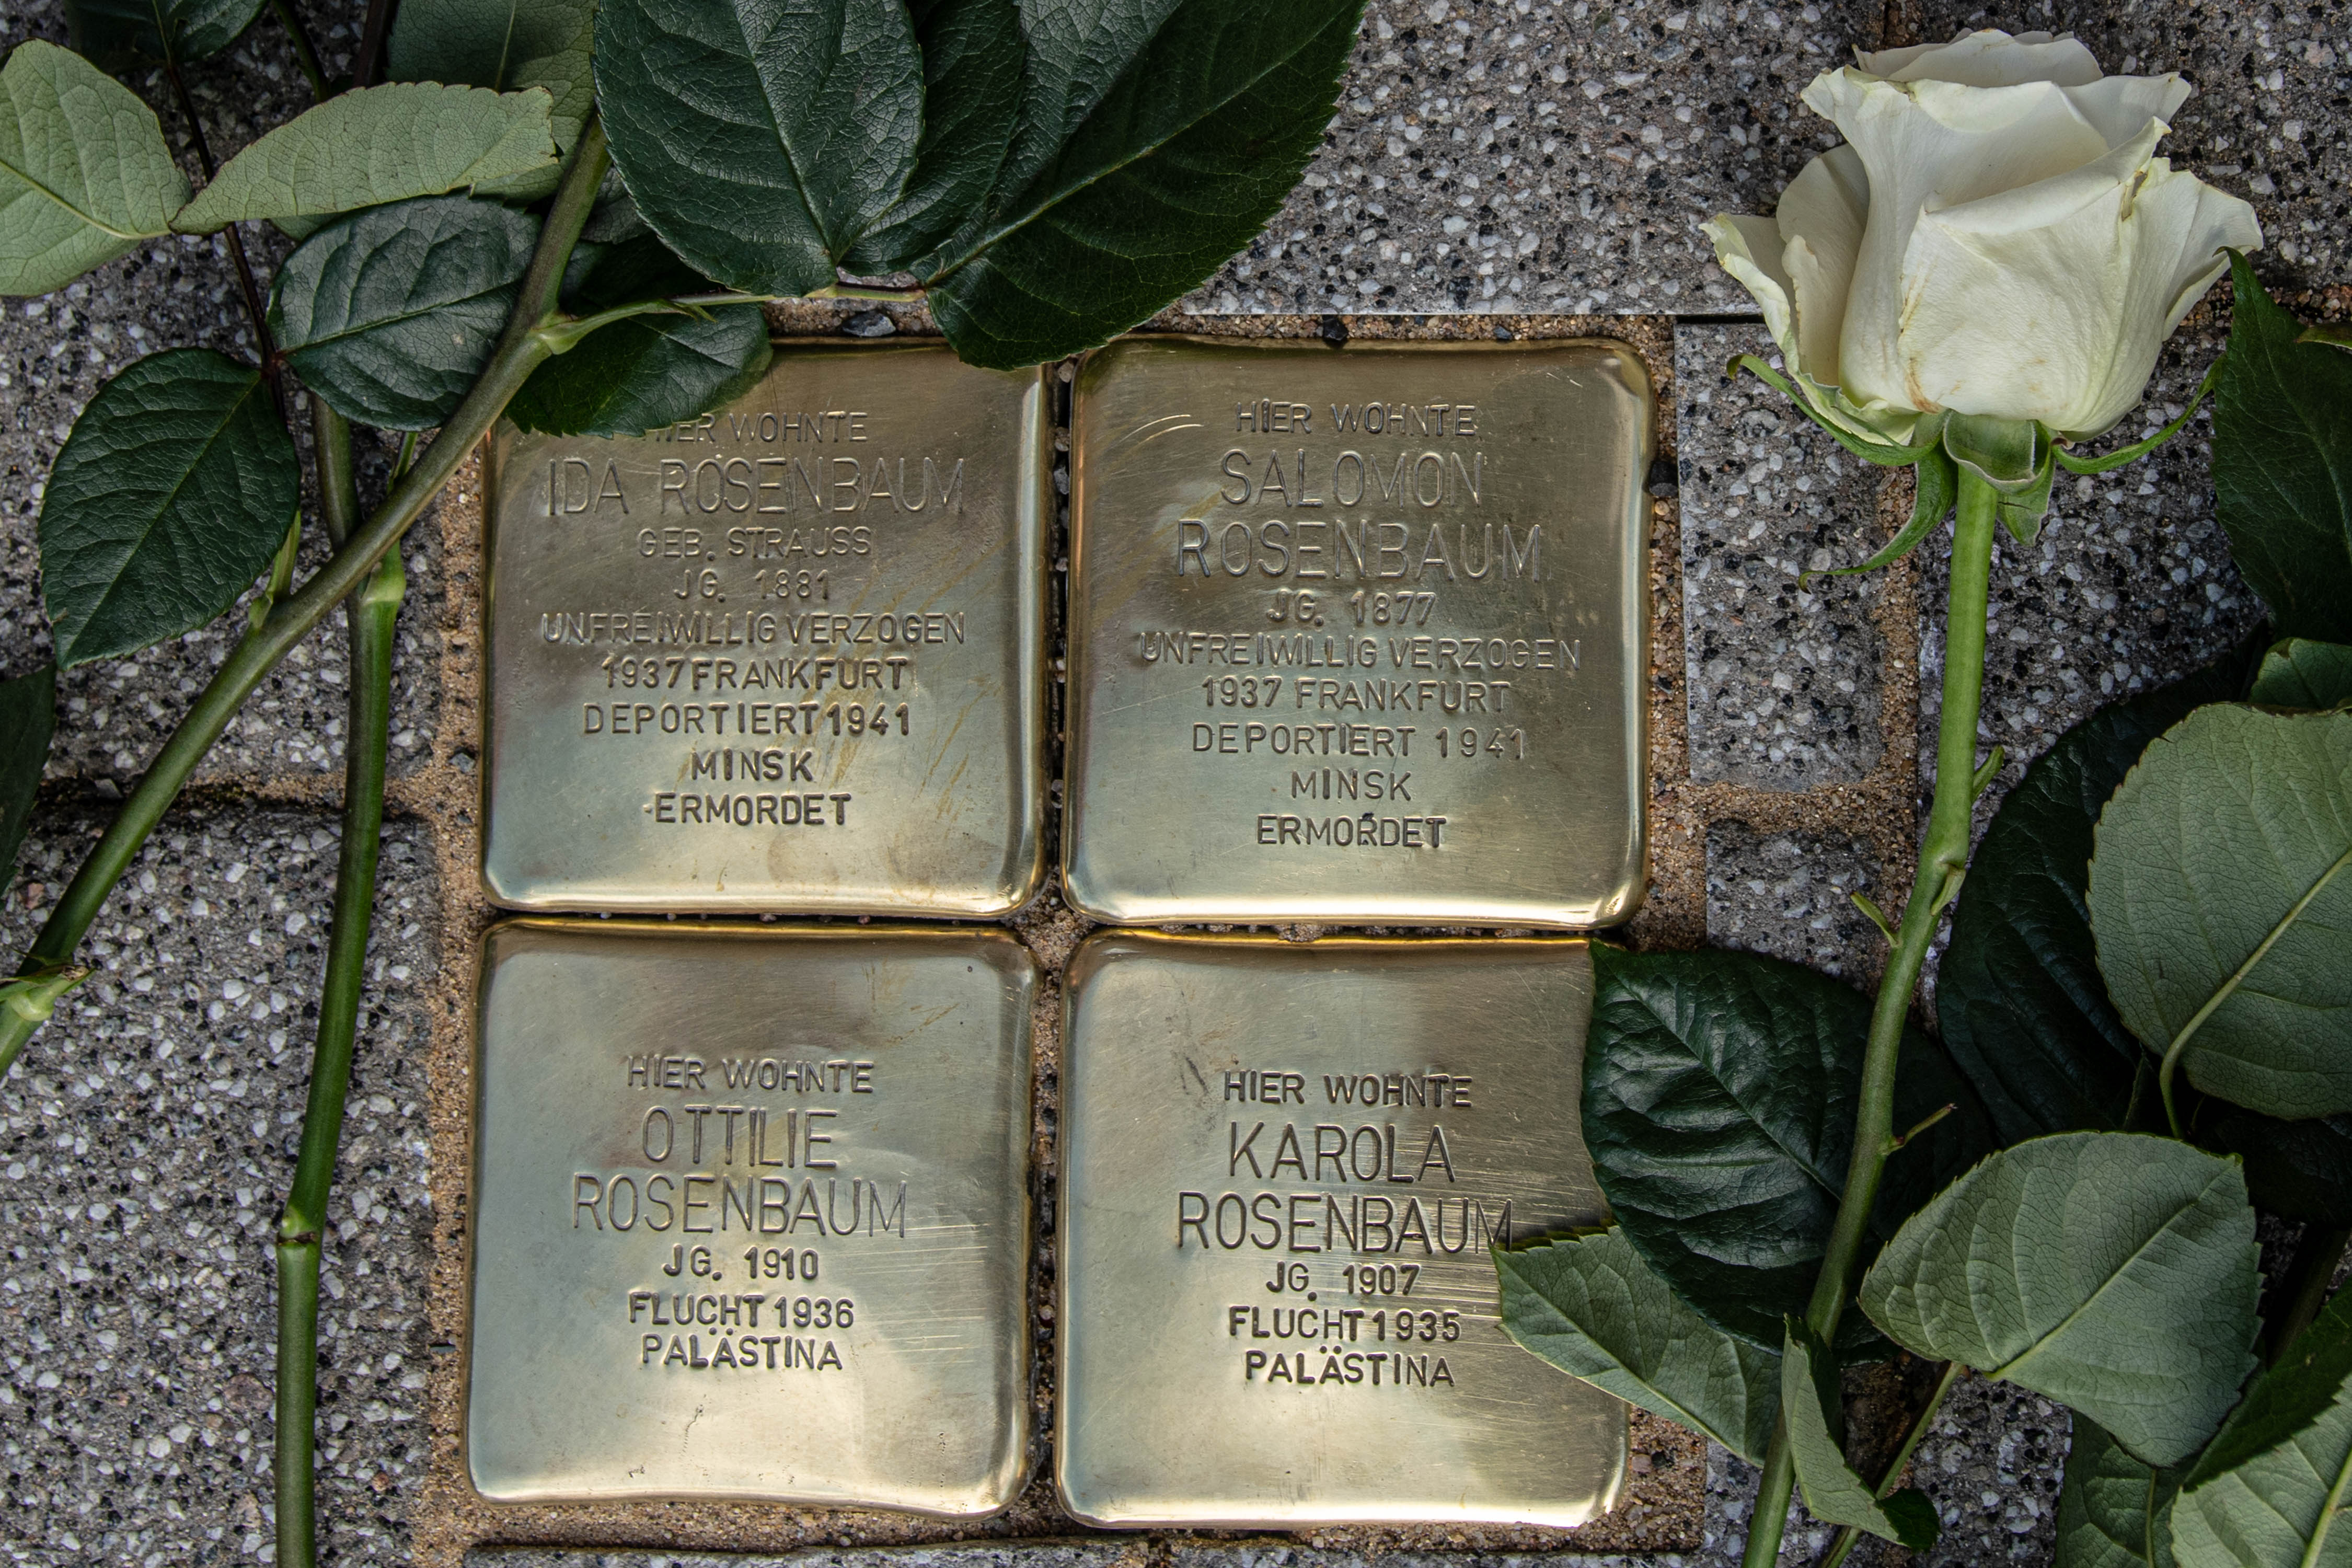 HIER WOHNTE
IDA ROSENBAUM
GEB. STRAUSS
JG. 1881
UNFREIWILLIG VERZOGEN
1937 FRANKFURT
DEPORTIERT 1941
MINSK
ERMORDET
HIER WOHNTE
SALOMON
ROSENBAUM
JG. 1877
UNFREIWILLIG VERZOGEN
1937 FRANKFURT
DEPORTIERT 1941
MINSK
ERMORDET
HIER WOHNTE
OTTILIE
ROSENBAUM
JG. 1910
FLUCHT 1936
PALÄSTINA
HIER WOHNTE
KAROLA
ROSENBAUM
JG. 1907
FLUCHT 1935
PALÄSTINA